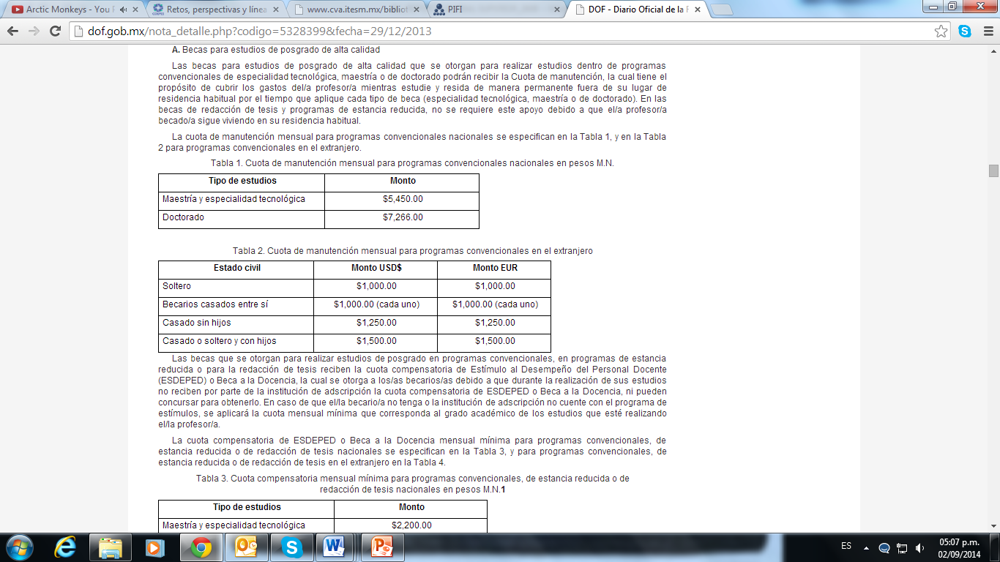 Arctic Monkeys - You
Retos, perspectivas y línea
www.cva.itesm.mx/bibliot
PIFI
DOF - Diario Oficial de la F
dof.gob.mx/nota_detalle.php?codigo=5328399&fecha=29/12/2013
A. Becas para estudios de posgrado de alta calidad
Las becas para estudios de posgrado de alta calidad que se otorgan para realizar estudios dentro de programas
convencionales de especialidad tecnológica, maestría o de doctorado podrán recibir la Cuota de manutención, la cual tiene el
propósito de cubrir los gastos del/a profesor/a mientras estudie y resida de manera permanente fuera de su lugar de
residencia habitual por el tiempo que aplique cada tipo de beca (especialidad tecnológica, maestría o de doctorado). En las
becas de redacción de tesis y programas de estancia reducida, no se requiere este apoyo debido a que el/a profesor/a
becado/a sigue viviendo en su residencia habitual.
La cuota de manutención mensual para programas convencionales nacionales se especifican en la Tabla 1, y en la Tabla
2 para programas convencionales en el extranjero.
Tabla 1. Cuota de manutención mensual para programas convencionales nacionales en pesos M.N.
Tipo de estudios Monto
Maestría y especialidad tecnológica $5,450.00
Doctorado $7,266.00
Tabla 2. Cuota de manutención mensual para programas convencionales en el extranjero
Estado civil Monto USD$ Monto EUR
Soltero $1,000.00 $1,000.00
Becarios casados entre sí $1,000.00 (cada uno) $1,000.00 (cada uno)
Casado sin hijos $1,250.00 $1,250.00
Casado o soltero y con hijos $1,500.00 $1,500.00
Las becas que se otorgan para realizar estudios de posgrado en programas convencionales, en programas de estancia
reducida o para la redacción de tesis reciben la cuota compensatoria de Estímulo al Desempeño del Personal Docente
(ESDEPED) o Beca a la Docencia, la cual se otorga a los/as becarios/as debido a que durante la realización de sus estudios
no reciben por parte de la institución de adscripción la cuota compensatoria de ESDEPED o Beca a la Docencia, ni pueden
concursar para obtenerlo. En caso de que el/la becario/a no tenga o la institución de adscripción no cuente con el programa de
estímulos, se aplicará la cuota mensual mínima que corresponda al grado académico de los estudios que esté realizando
el/la profesor/a.
La cuota compensatoria de ESDEPED o Beca a la Docencia mensual mínima para programas convencionales, de
estancia reducida o de redacción de tesis nacionales se especifican en la Tabla 3, y para programas convencionales, de
estancia reducida o de redacción de tesis en el extranjero en la Tabla 4.
Tabla 3. Cuota compensatoria mensual mínima para programas convencionales, de estancia reducida o de
redacción de tesis nacionales en pesos M.N.1
Tipo de estudios Monto
Maestría y especialidad tecnológica $2,200.00
ES
05:07 p.m.
02/09/2014